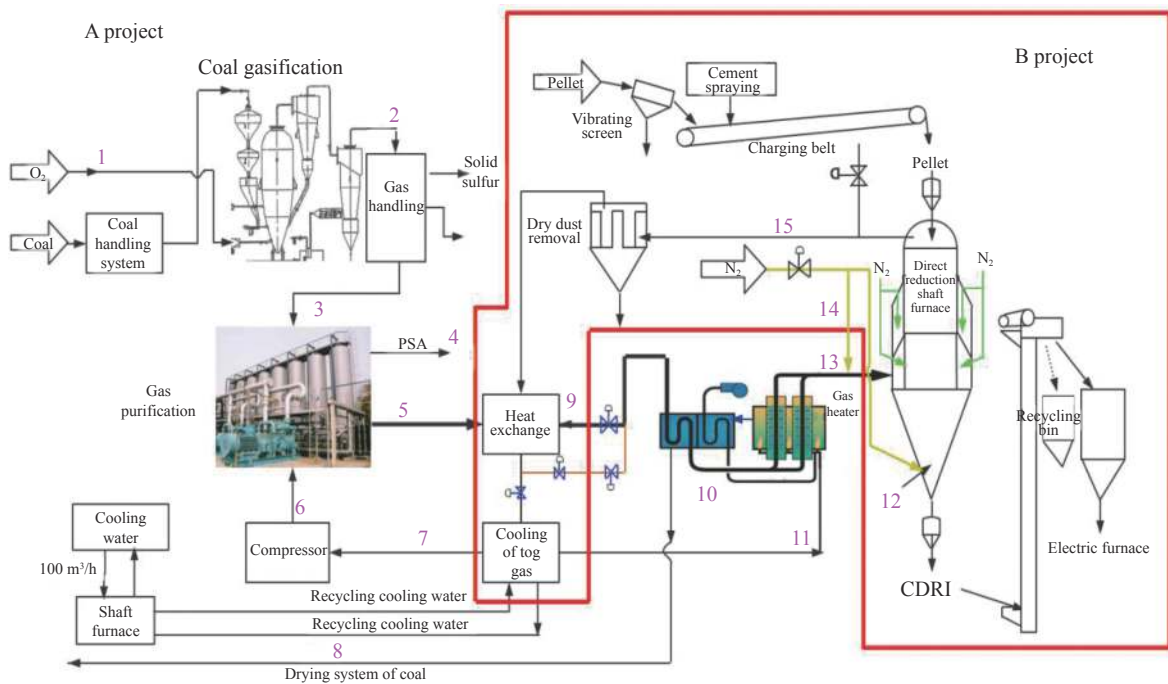 A project
B project
Coal gasification
Pellet
Cement
spraying
Vibrating
screen
Charging belt
2
1
O₂
Solid
sulfur
Gas
handling
Pellet
Coal
Coal
handling
system
Dry dust
removal
15
N₂
N₂
Direct
reduction
shaft
furnace
N₂
3
4
14
PSA
13
Gas
purification
5
Heat
exchange
9
Gas
heater
Recycling
bin
10
12
6
Cooling
water
Compressor
7
Cooling
of tog
gas
11
Electric furnace
100 m³/h
CDRI
Shaft
furnace
Recycling cooling water
Recycling cooling water
8
Drying system of coal